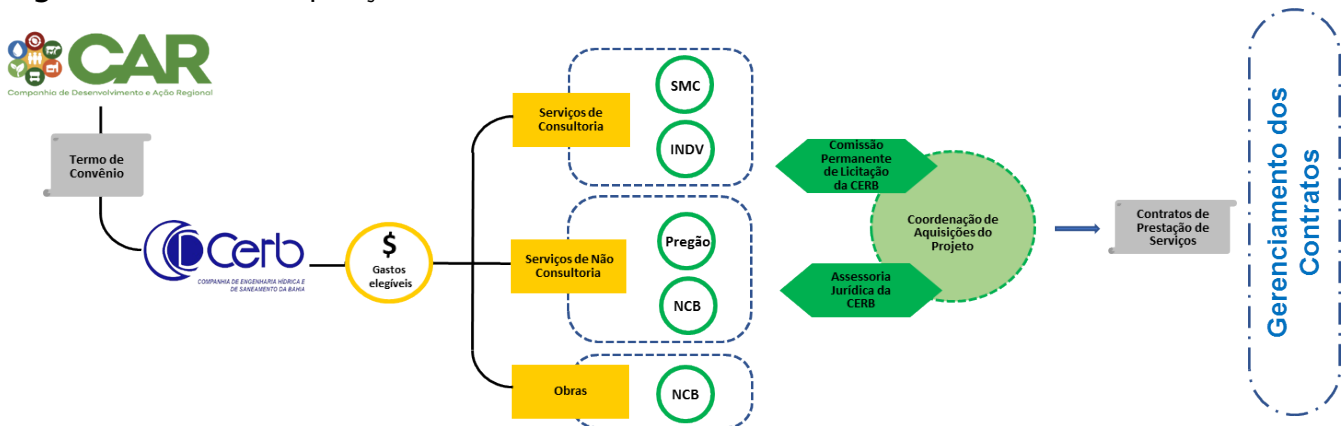 CAR
Companhia de Desenvolvimento e Ação Regional
Termo de
Convênio
Cerb
COMPANHIA DE ENGENHARIA HÍDRICA E
DE SANEAMENTO DA BAHIA
$
Gastos
elegíveis
Serviços de
Consultoria
SMC
INDV
Serviços de Não
Consultoria
Pregão
NCB
Obras
NCB
Comissão
Permanente
de Licitação
da CERB
Coordenação de
Aquisições do
Projeto
Assessoria
Jurídica da
CERB
Contratos de
Prestação de
Serviços
Gerenciamento dos
Contratos